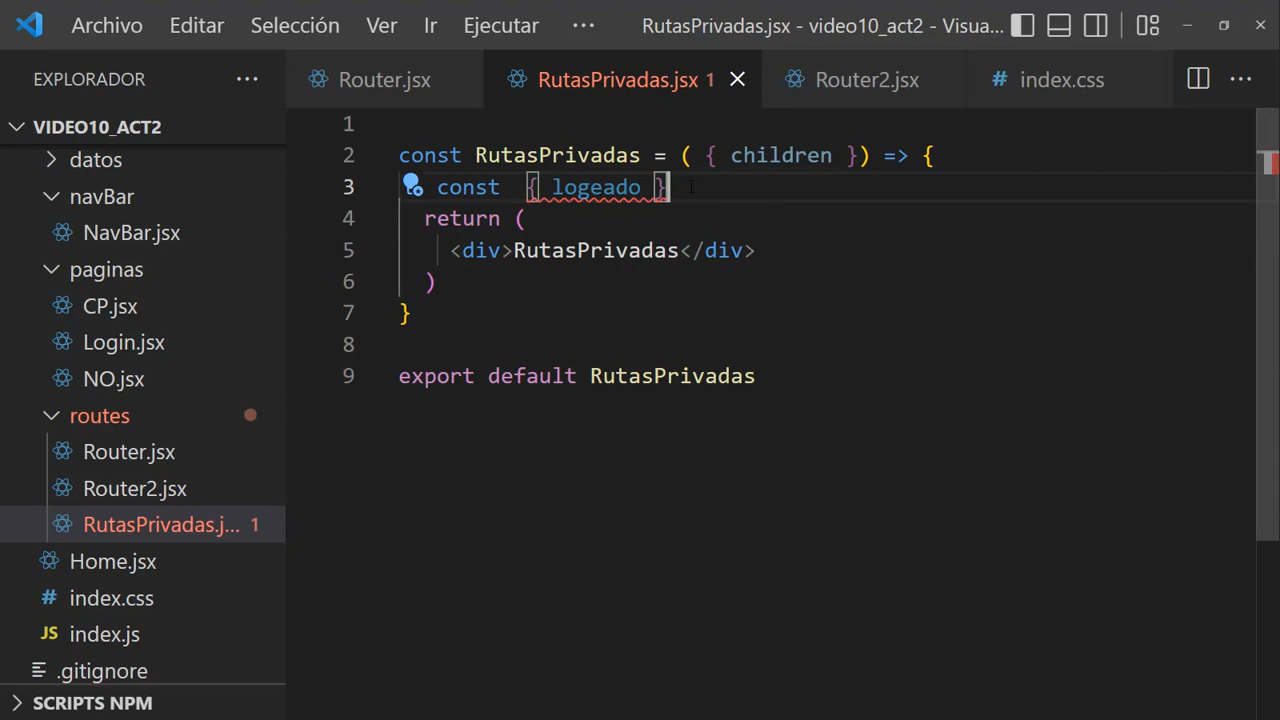 Archivo Editar Selección Ver Ir Ejecutar ··· RutasPrivadas.jsx - video10_act2 - Visua...
EXPLORADOR ···
Router.jsx RutasPrivadas.jsx 1 Router2.jsx # index.css ···
VIDEO10_ACT2
datos
navBar
NavBar.jsx
paginas
CP.jsx
Login.jsx
NO.jsx
routes
Router.jsx
Router2.jsx
RutasPrivadas.j... 1
Home.jsx
# index.css
JS index.js
.gitignore
SCRIPTS NPM
1
2 const RutasPrivadas = ( { children }) => {
3 const { logeado }
4 return (
5 <div>RutasPrivadas</div>
6 )
7 }
8
9 export default RutasPrivadas